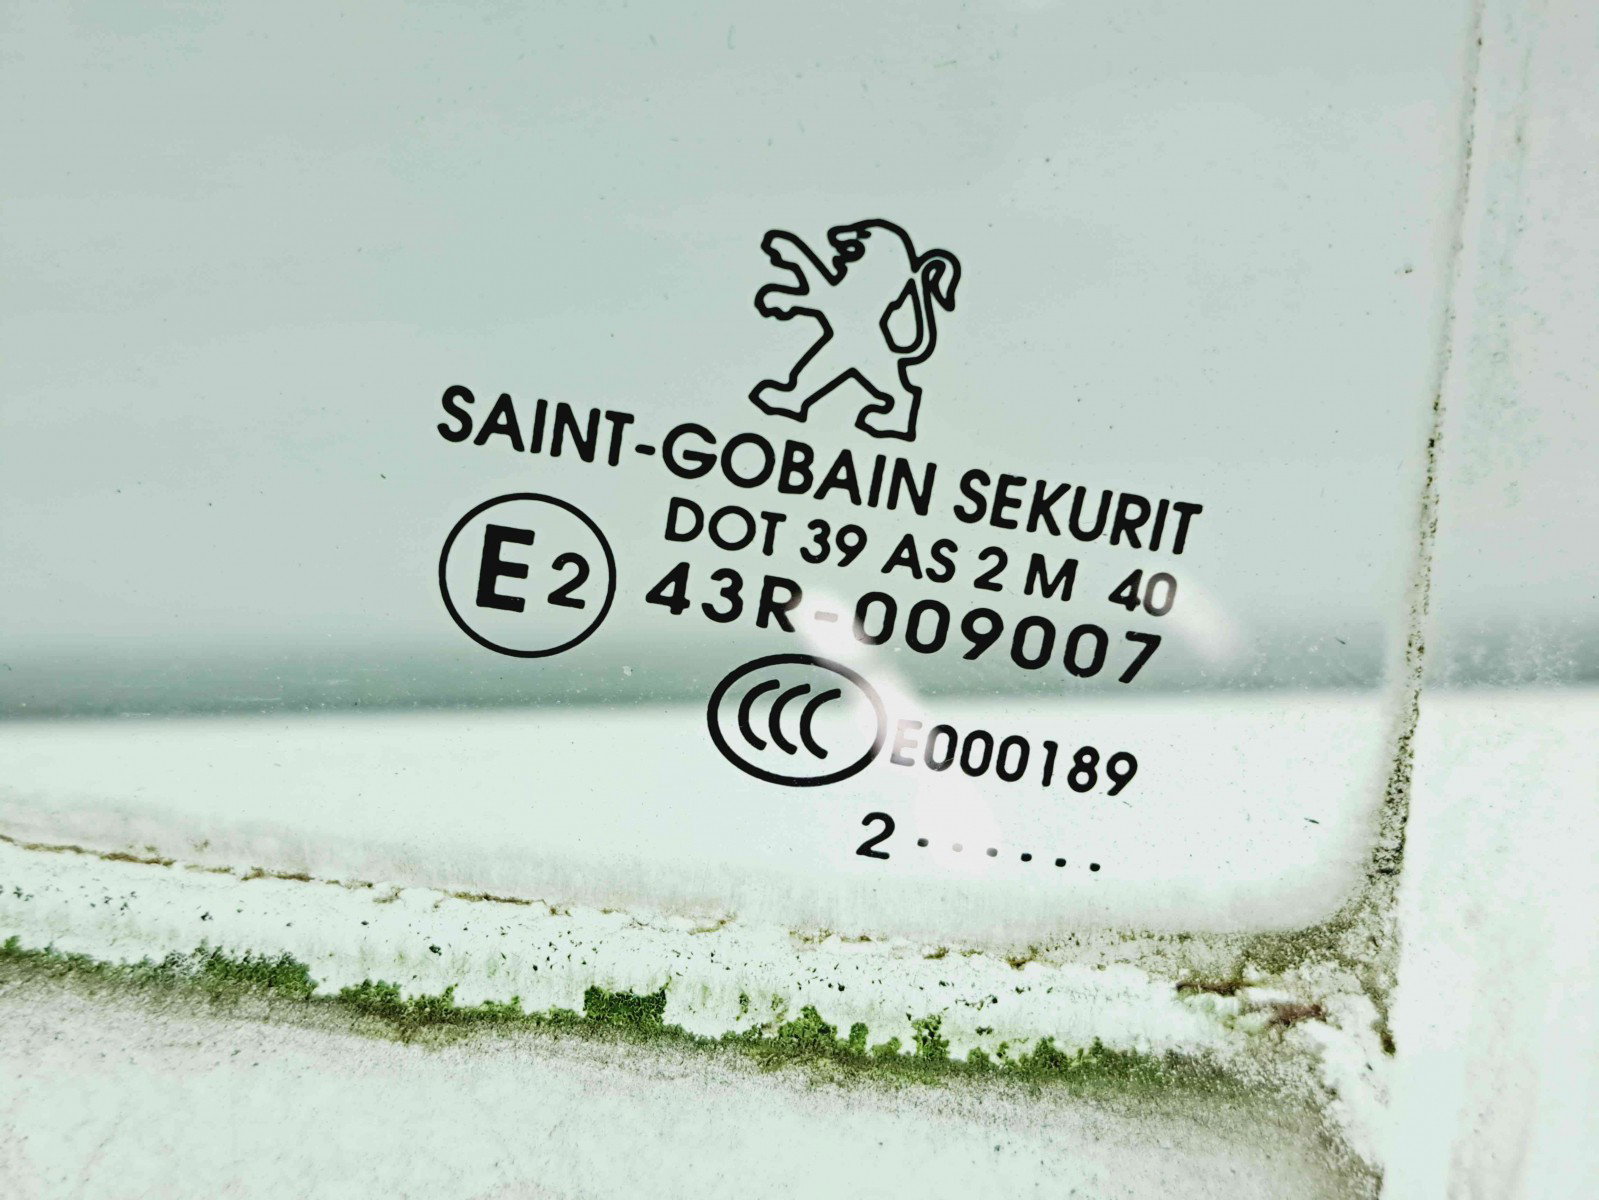 SAINT-GOBAIN SEKURIT
DOT 39 AS 2 M 40
E2 43R-009007
CCC E000189
2 · · · · · ·